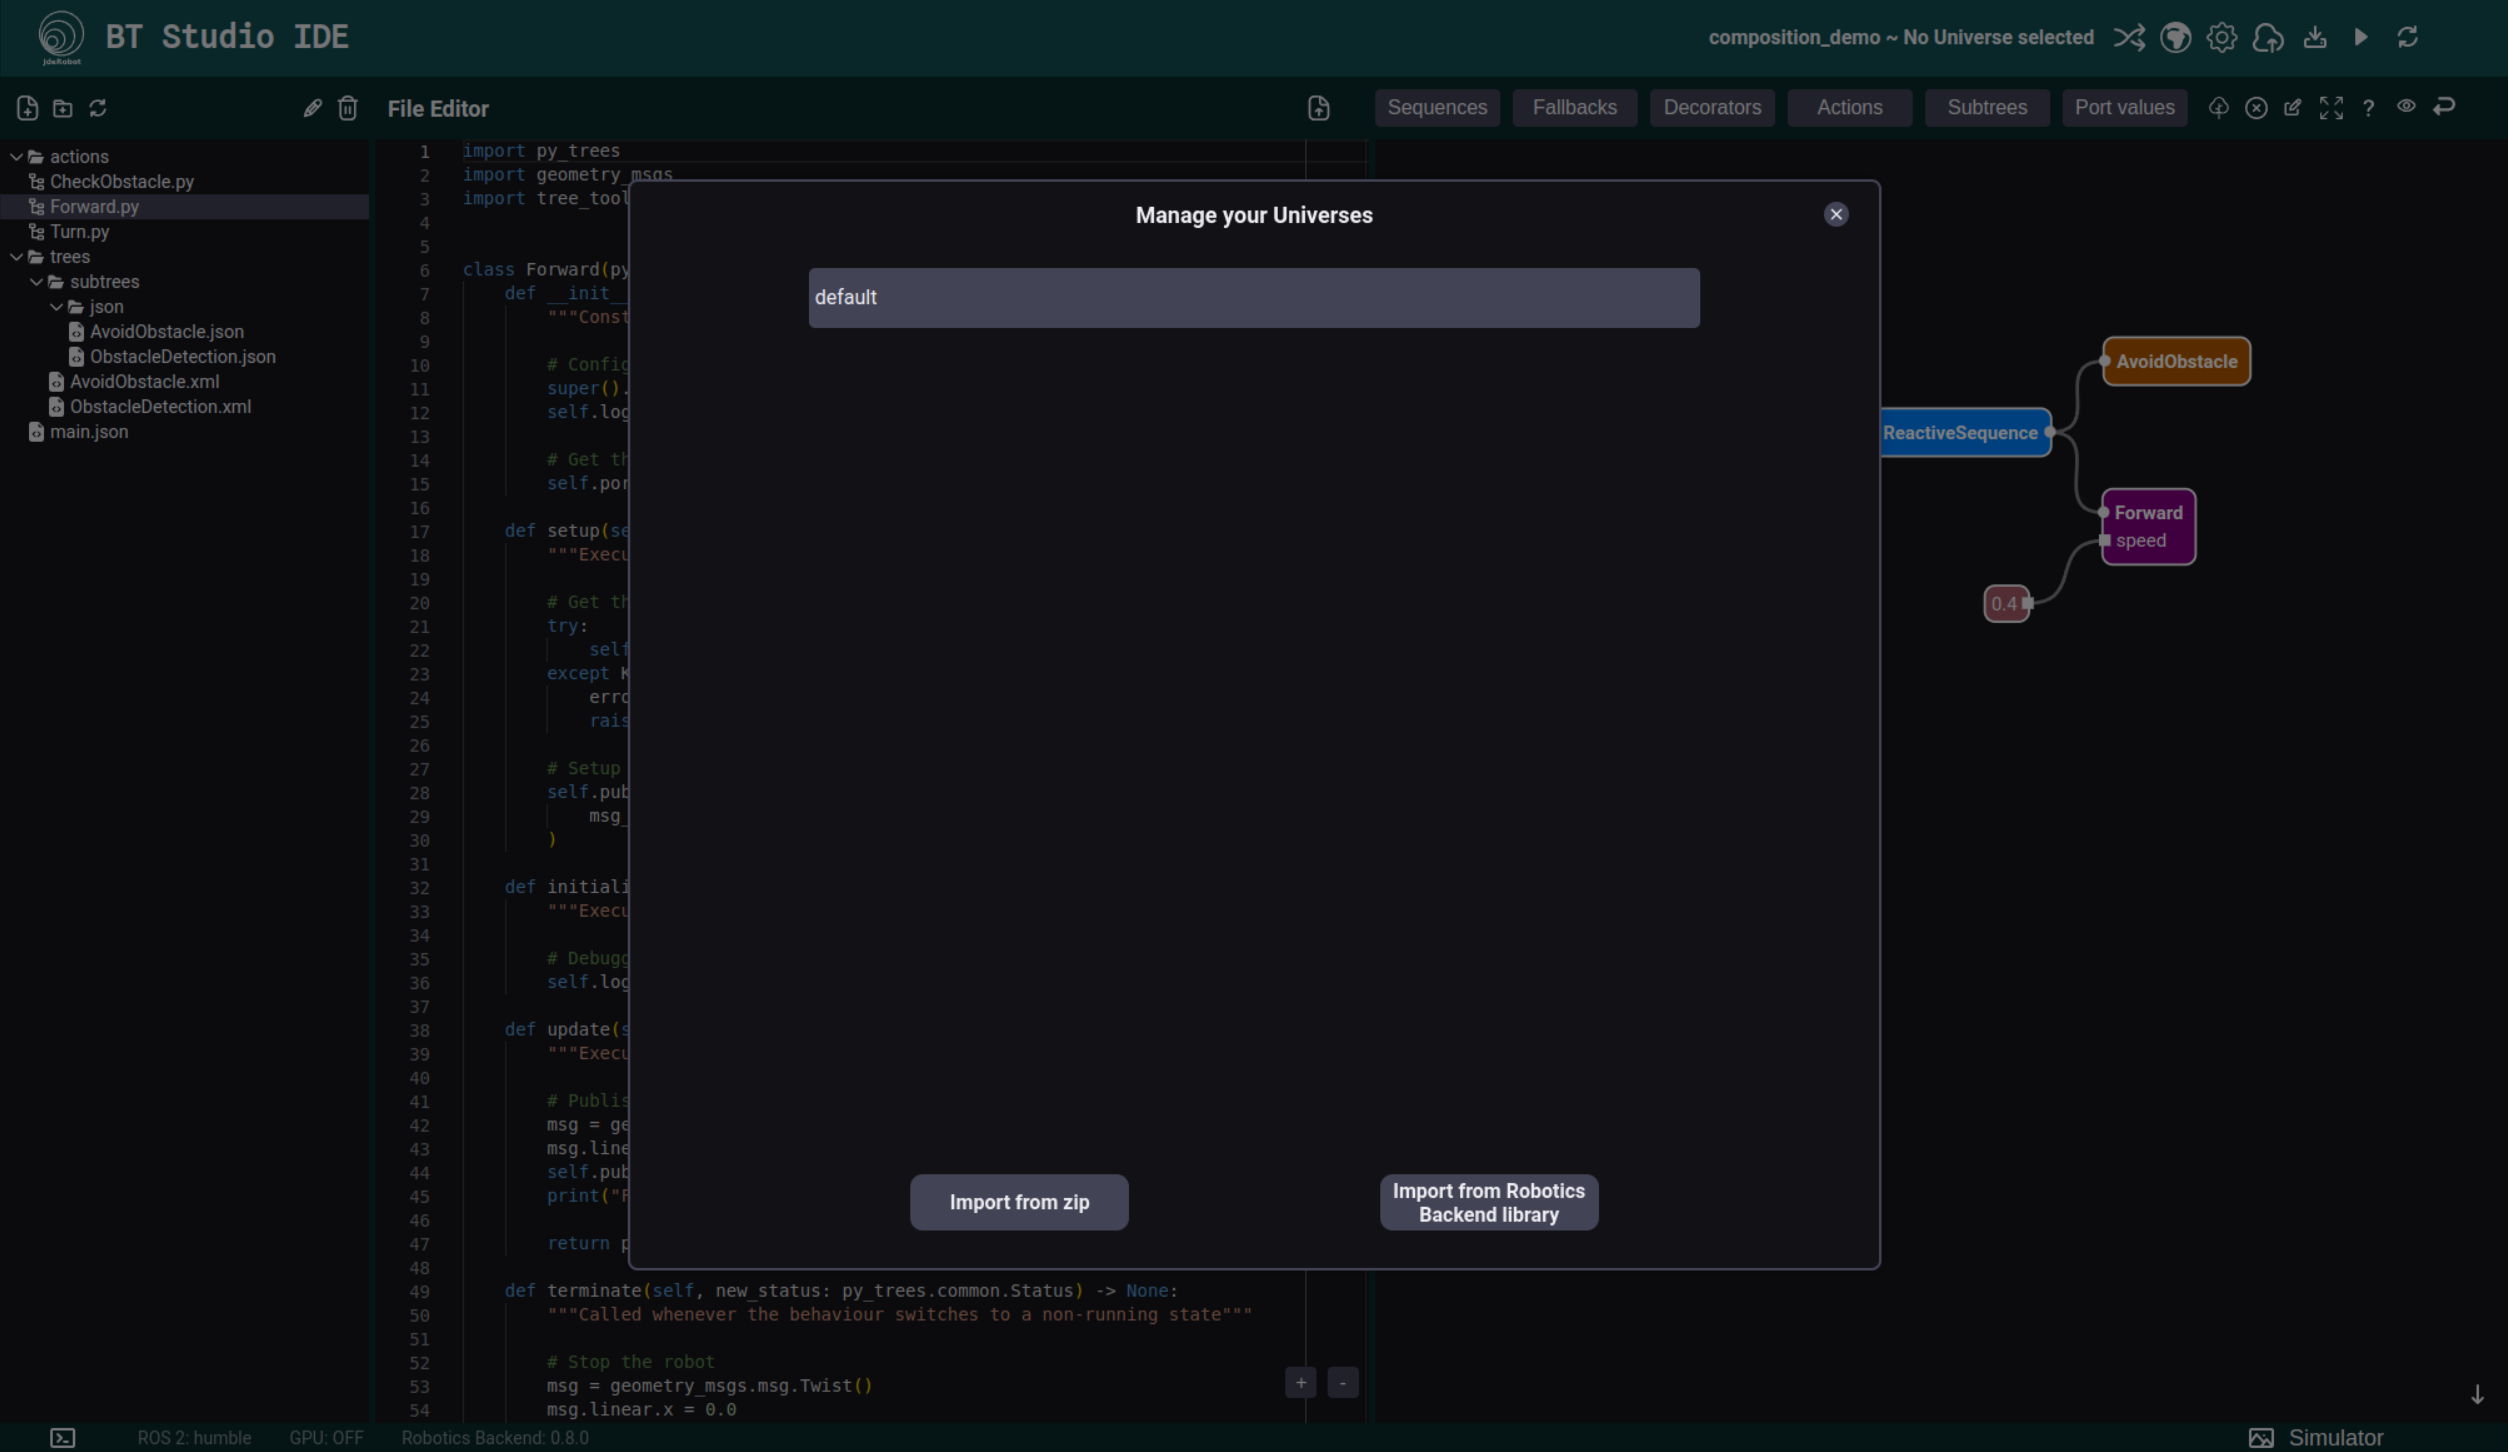 JdeRobot
BT Studio IDE
composition_demo ~ No Universe selected
File Editor
Sequences
Fallbacks
Decorators
Actions
Subtrees
Port values
?
actions
CheckObstacle.py
Forward.py
Turn.py
trees
subtrees
json
AvoidObstacle.json
ObstacleDetection.json
AvoidObstacle.xml
ObstacleDetection.xml
main.json
1 import py_trees
2 import geometry_msgs
3 import tree_tool
4
5
6 class Forward(py
7 def __init__
8 """Const
9
10 # Config
11 super().
12 self.log
13
14 # Get th
15 self.por
16
17 def setup(se
18 """Execu
19
20 # Get th
21 try:
22 self
23 except K
24 erro
25 rais
26
27 # Setup
28 self.pub
29 msg_
30 )
31
32 def initiali
33 """Execu
34
35 # Debugg
36 self.log
37
38 def update(s
39 """Execu
40
41 # Publis
42 msg = ge
43 msg.line
44 self.pub
45 print("F
46
47 return p
48
49 def terminate(self, new_status: py_trees.common.Status) -> None:
50 """Called whenever the behaviour switches to a non-running state"""
51
52 # Stop the robot
53 msg = geometry_msgs.msg.Twist()
54 msg.linear.x = 0.0
+ -
Manage your Universes
default
Import from zip
Import from Robotics
Backend library
AvoidObstacle
ReactiveSequence
Forward
speed
0.4
ROS 2: humble
GPU: OFF
Robotics Backend: 0.8.0
Simulator